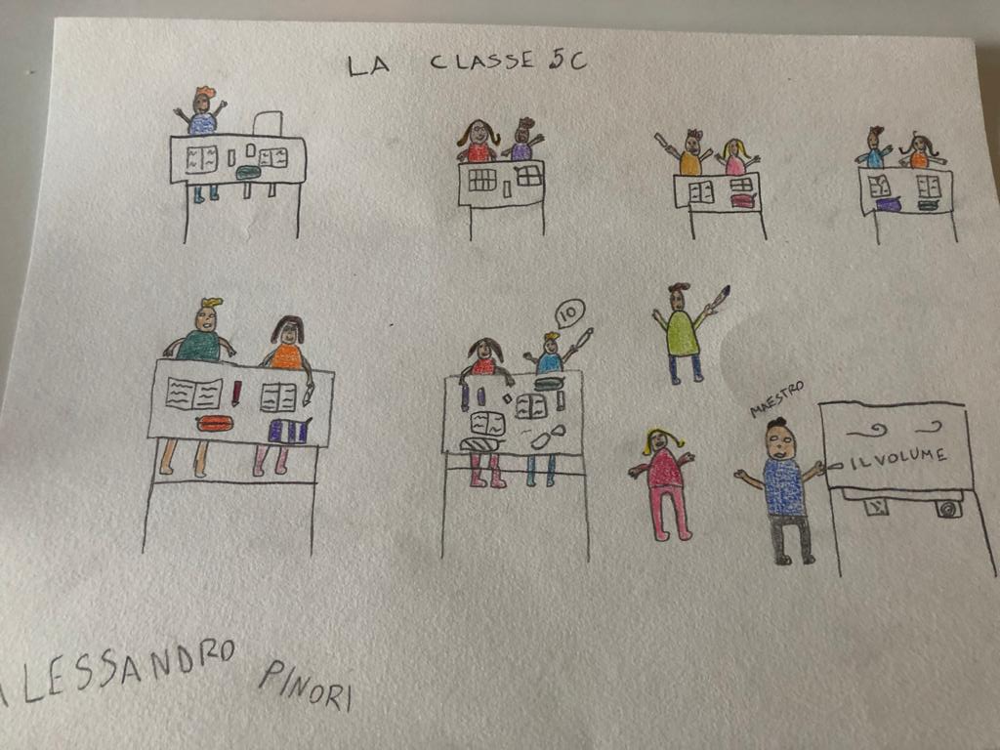 LA CLASSE 5C
10
MAESTRO
IL VOLUME
ALESSANDRO PINORI